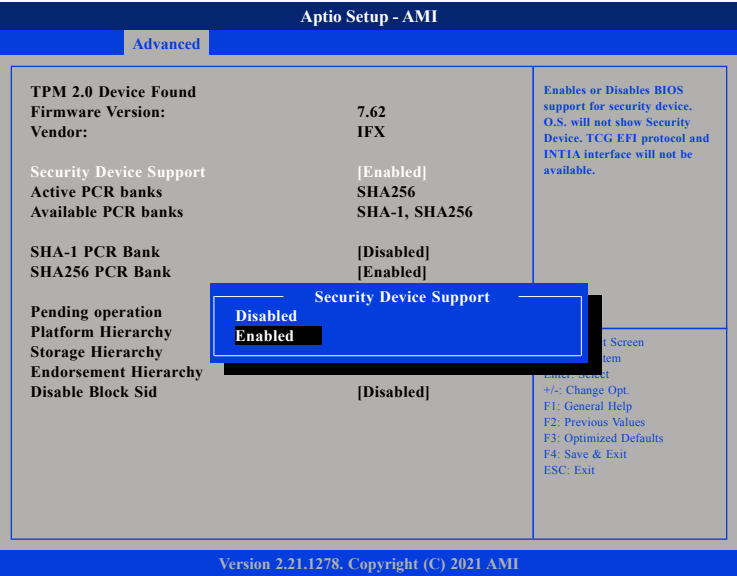 Aptio Setup - AMI
Advanced
TPM 2.0 Device Found
Firmware Version: 7.62
Vendor: IFX
Security Device Support [Enabled]
Active PCR banks SHA256
Available PCR banks SHA-1, SHA256
SHA-1 PCR Bank [Disabled]
SHA256 PCR Bank [Enabled]
Pending operation
Platform Hierarchy
Storage Hierarchy
Endorsement Hierarchy
Disable Block Sid [Disabled]
Security Device Support
Disabled
Enabled
Enables or Disables BIOS
support for security device.
O.S. will not show Security
Device. TCG EFI protocol and
INT1A interface will not be
available.
Screen
Enter: Select
+/-: Change Opt.
F1: General Help
F2: Previous Values
F3: Optimized Defaults
F4: Save & Exit
ESC: Exit
Version 2.21.1278. Copyright (C) 2021 AMI